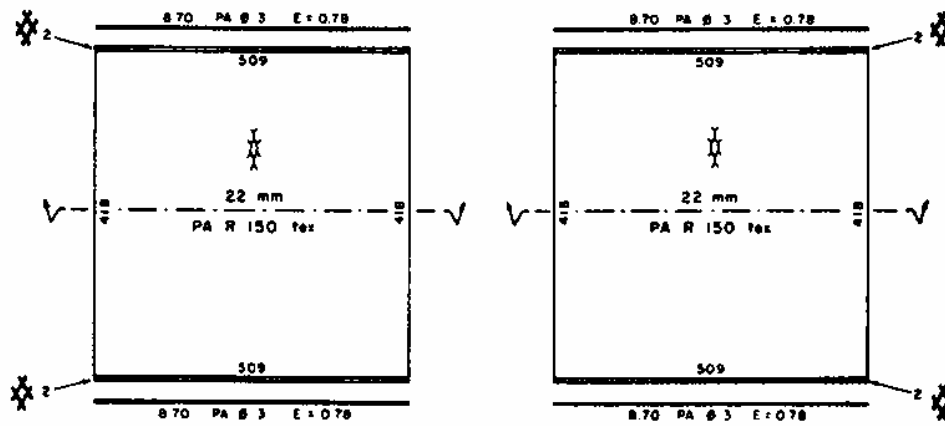 8.70 PA Ø 3 E = 0.78
8.70 PA Ø 3 E = 0.78
2
2
509
509
22 mm
22 mm
418
418
415
418
PA R 150 tex
PA R 150 tex
509
509
2
2
8.70 PA Ø 3 E = 0.78
8.70 PA Ø 3 E = 0.78